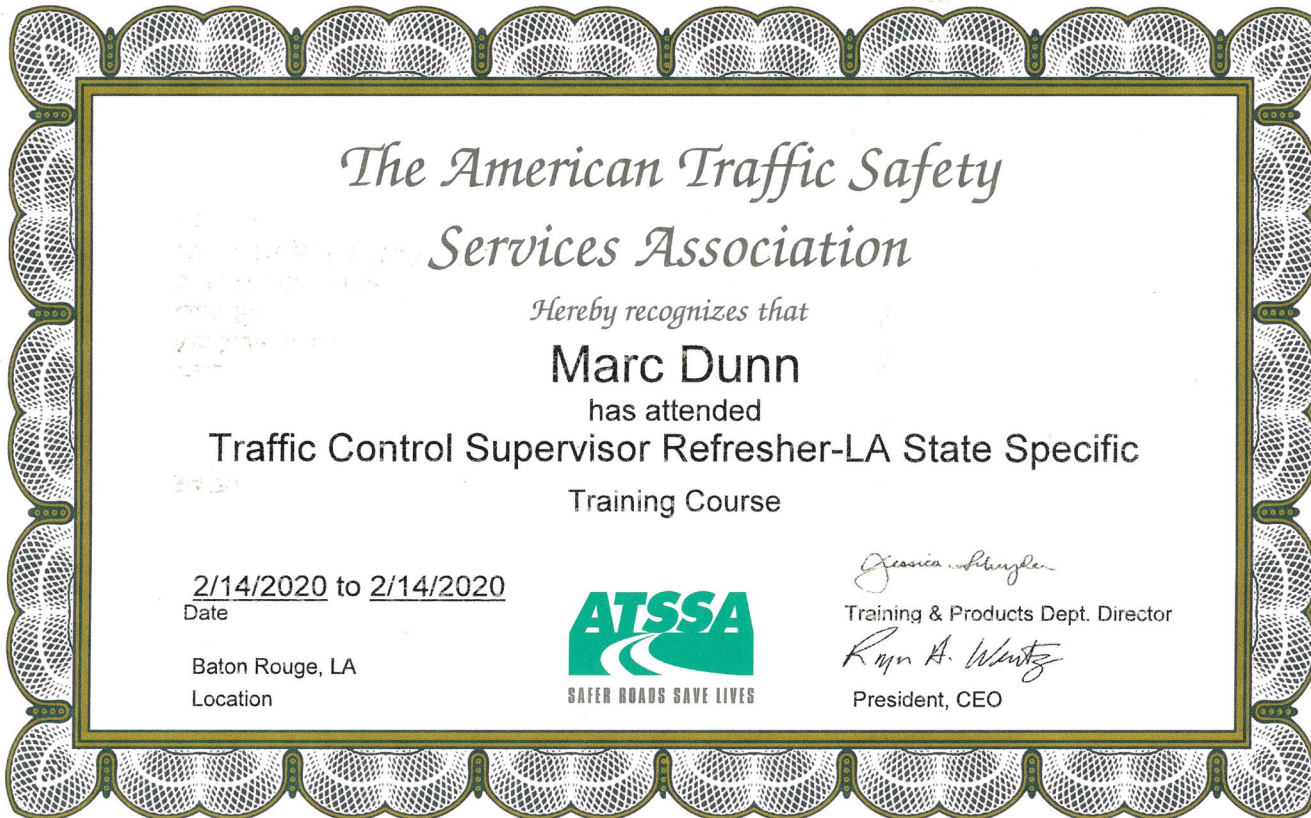 The American Traffic Safety
Services Association
Hereby recognizes that
Marc Dunn
has attended
Traffic Control Supervisor Refresher-LA State Specific
Training Course
2/14/2020 to 2/14/2020
Date
Baton Rouge, LA
Location
ATSSA
SAFER ROADS SAVE LIVES
Jessica
Training & Products Dept. Director
A. Wentz
President, CEO